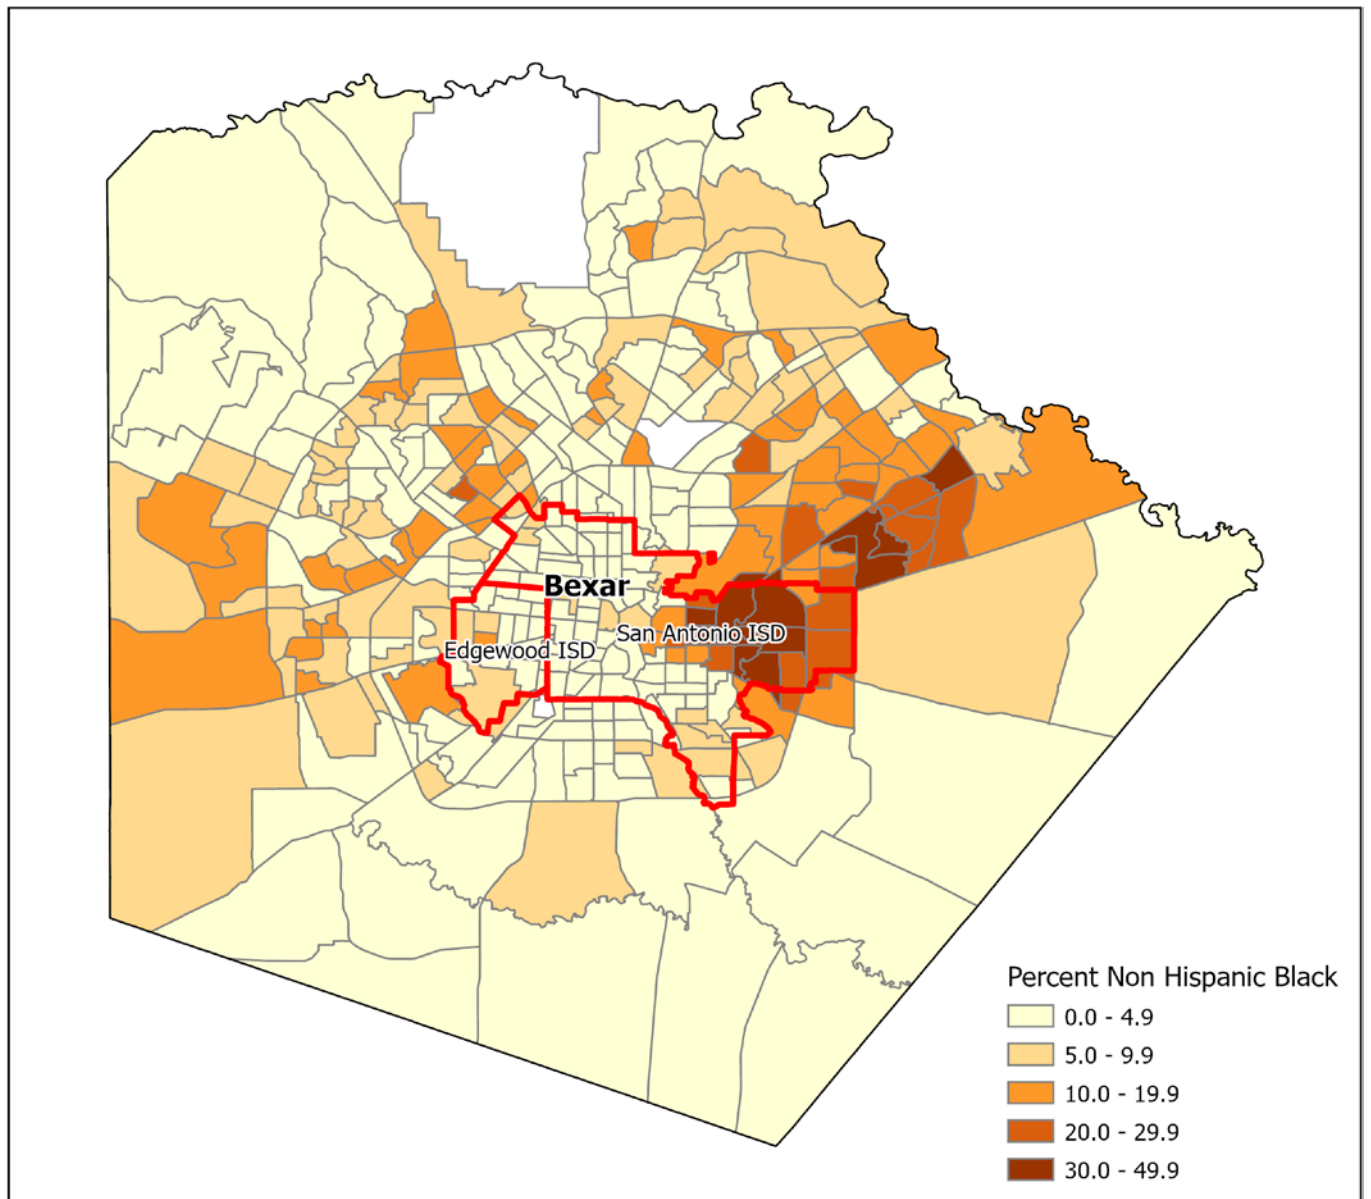 Bexar
San Antonio ISD
Edgewood ISD
Percent Non Hispanic Black
0.0 - 4.9
5.0 - 9.9
10.0 - 19.9
20.0 - 29.9
30.0 - 49.9